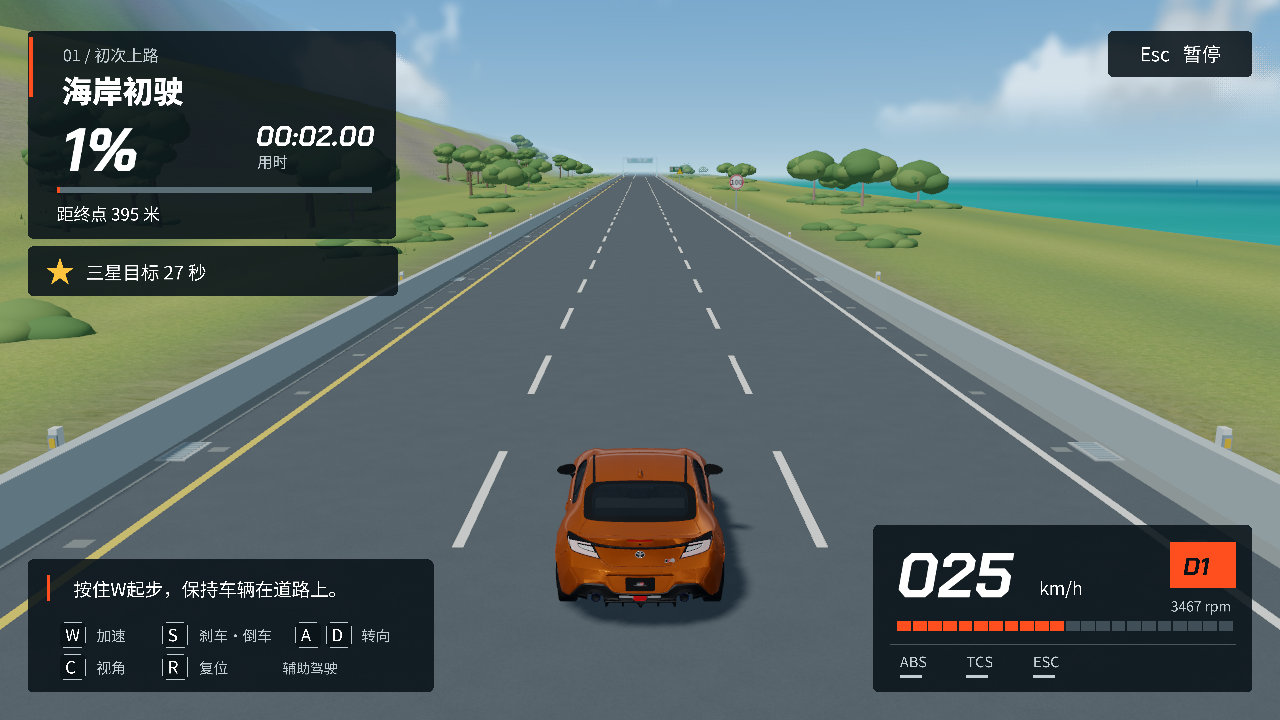 01 / 初次上路
海岸初驶
1%
00:02.00
用时
距终点 395 米
三星目标 27 秒
Esc 暂停
100
按住W起步，保持车辆在道路上。
W 加速 S 刹车·倒车 A D 转向
C 视角 R 复位 辅助驾驶
025 km/h D1
3467 rpm
ABS TCS ESC